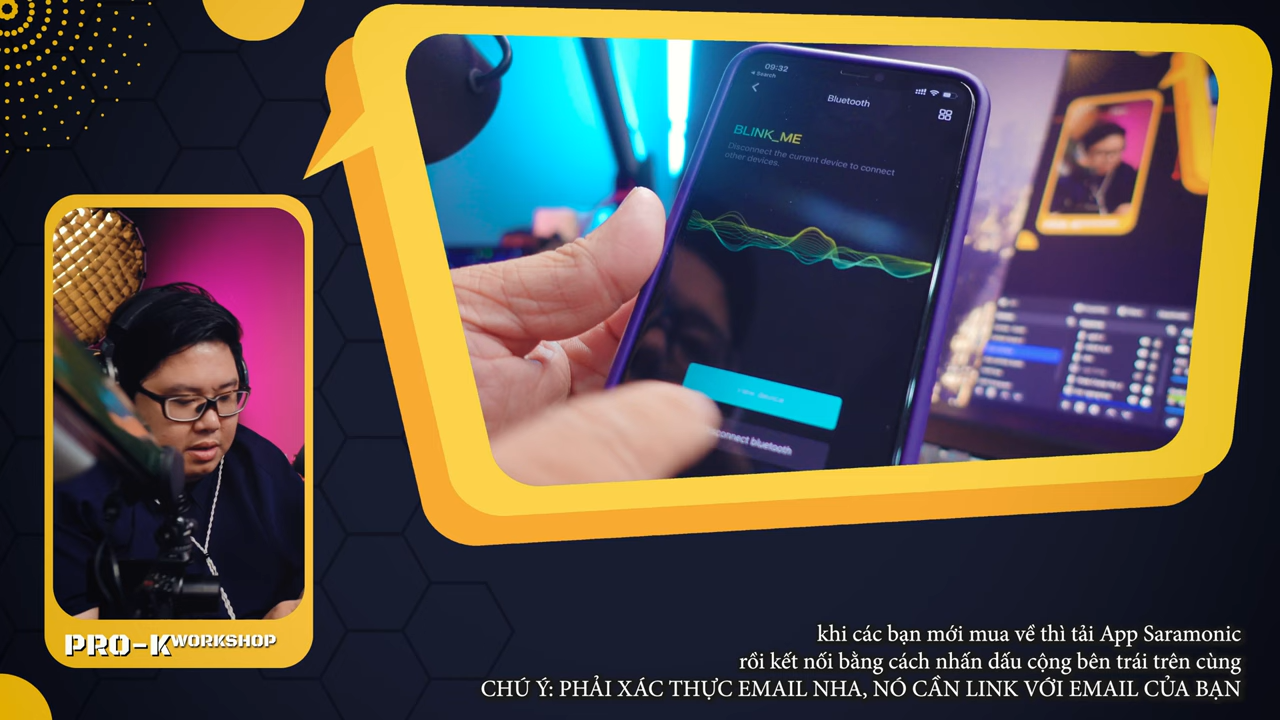 09:32
Search
Bluetooth
BLINK_ME
Disconnect the current device to connect
other devices.
bluetooth
PRO-K WORKSHOP
khi các bạn mới mua về thì tải App Saramonic
rồi kết nối bằng cách nhấn dấu cộng bên trái trên cùng
CHÚ Ý: PHẢI XÁC THỰC EMAIL NHA, NÓ CẦN LINK VỚI EMAIL CỦA BẠN